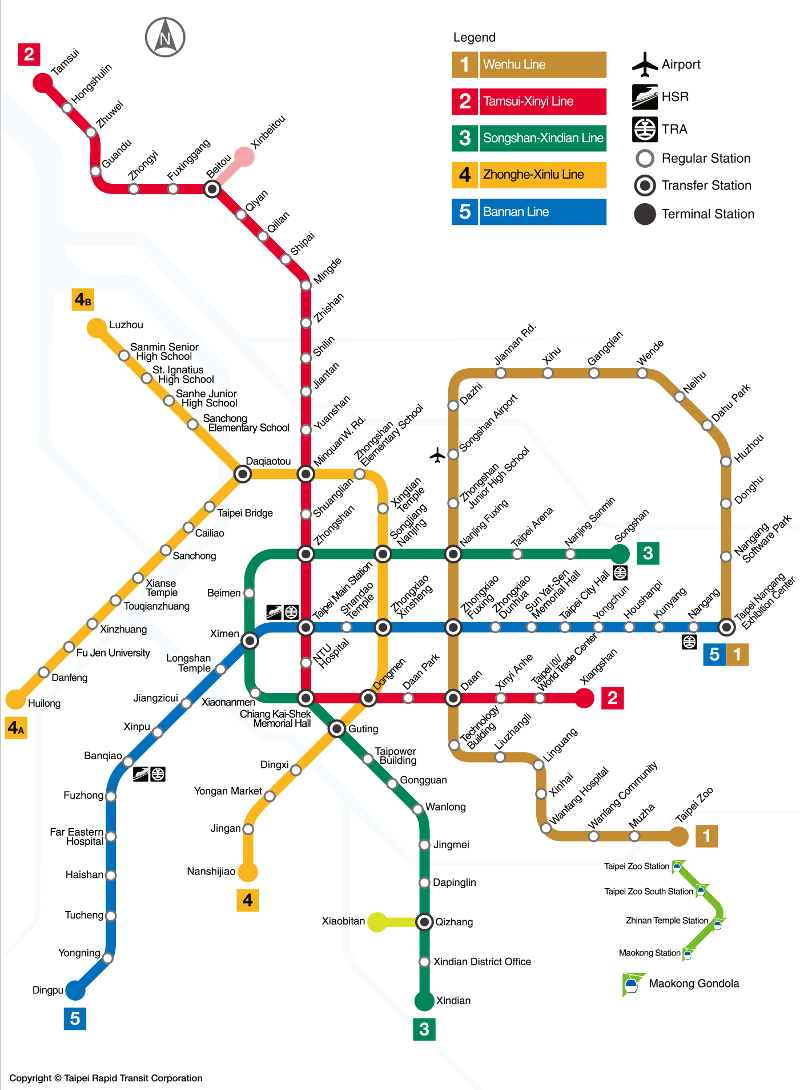 N
Legend
1 Wenhu Line
2 Tamsui-Xinyi Line
3 Songshan-Xindian Line
4 Zhonghe-Xinlu Line
5 Bannan Line
Airport
HSR
TRA
Regular Station
Transfer Station
Terminal Station
2
Tamsui
Hongshulin
Zhuwei
Guandu
Zhongyi
Fuxinggang
Beitou
Xinbeitou
Qiyan
Qilian
Shipai
Mingde
Zhishan
Shilin
Jiantan
Yuanshan
MinquanW. Rd.
Shuanglian
Zhongshan
Taipei Main Station
NTU
Hospital
Chiang Kai-Shek
Memorial Hall
Dongmen
Daan Park
Daan
Xinyi Anhe
Taipei 101/
World Trade Center
Xiangshan
2
4B
Luzhou
Sanmin Senior
High School
St. Ignatius
High School
Sanhe Junior
High School
Sanchong
Elementary School
Daqiaotou
Zhongshan
Elementary School
Xingtian
Temple
Songjiang
Nanjing
Zhongxiao
Xinsheng
Taipei Bridge
Cailiao
Sanchong
Xianse
Temple
Touqianzhuang
Xinzhuang
Fu Jen University
Danfeng
Huilong
4A
Guting
Dingxi
Yongan Market
Jingan
Nanshijiao
4
Jiannan Rd.
Xihu
Gangqian
Wende
Neihu
Dahu Park
Huzhou
Donghu
Nangang
Software Park
Taipei Nangang
Exhibition Center
5 1
Dazhi
Songshan Airport
Zhongshan
Junior High School
Nanjing Fuxing
Zhongxiao
Fuxing
Technology
Building
Liuzhangli
Linguang
Xinhai
Wanfang Hospital
Wanfang Community
Muzha
Taipei Zoo
1
Taipei Arena
Nanjing Sanmin
Songshan
3
Beimen
Ximen
Xiaonanmen
Taipower
Building
Gongguan
Wanlong
Jingmei
Dapinglin
Xiaobitan
Qizhang
Xindian District Office
Xindian
3
Shandao
Temple
Zhongxiao
Dunhua
Sun Yat-Sen
Memorial Hall
Taipei City Hall
Yongchun
Houshanpi
Kunyang
Nangang
Longshan
Temple
Jiangzicui
Xinpu
Banqiao
Fuzhong
Far Eastern
Hospital
Haishan
Tucheng
Yongning
Dingpu
5
Taipei Zoo Station
Taipei Zoo South Station
Zhinan Temple Station
Maokong Station
Maokong Gondola
Copyright © Taipei Rapid Transit Corporation